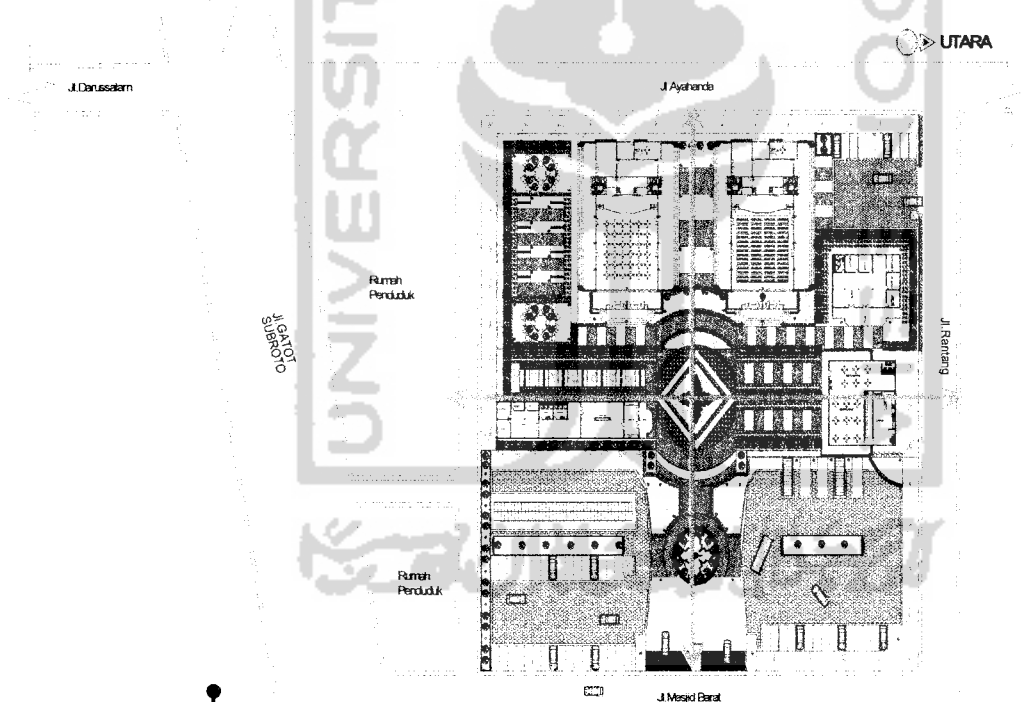 UTARA
Jl.Darussalam
Jl Ayahanda
Rumah
Penduduk
Jl GATOT
SUBROTO
Jl.Rantang
Rumah
Penduduk
Jl.Mesjid Barat